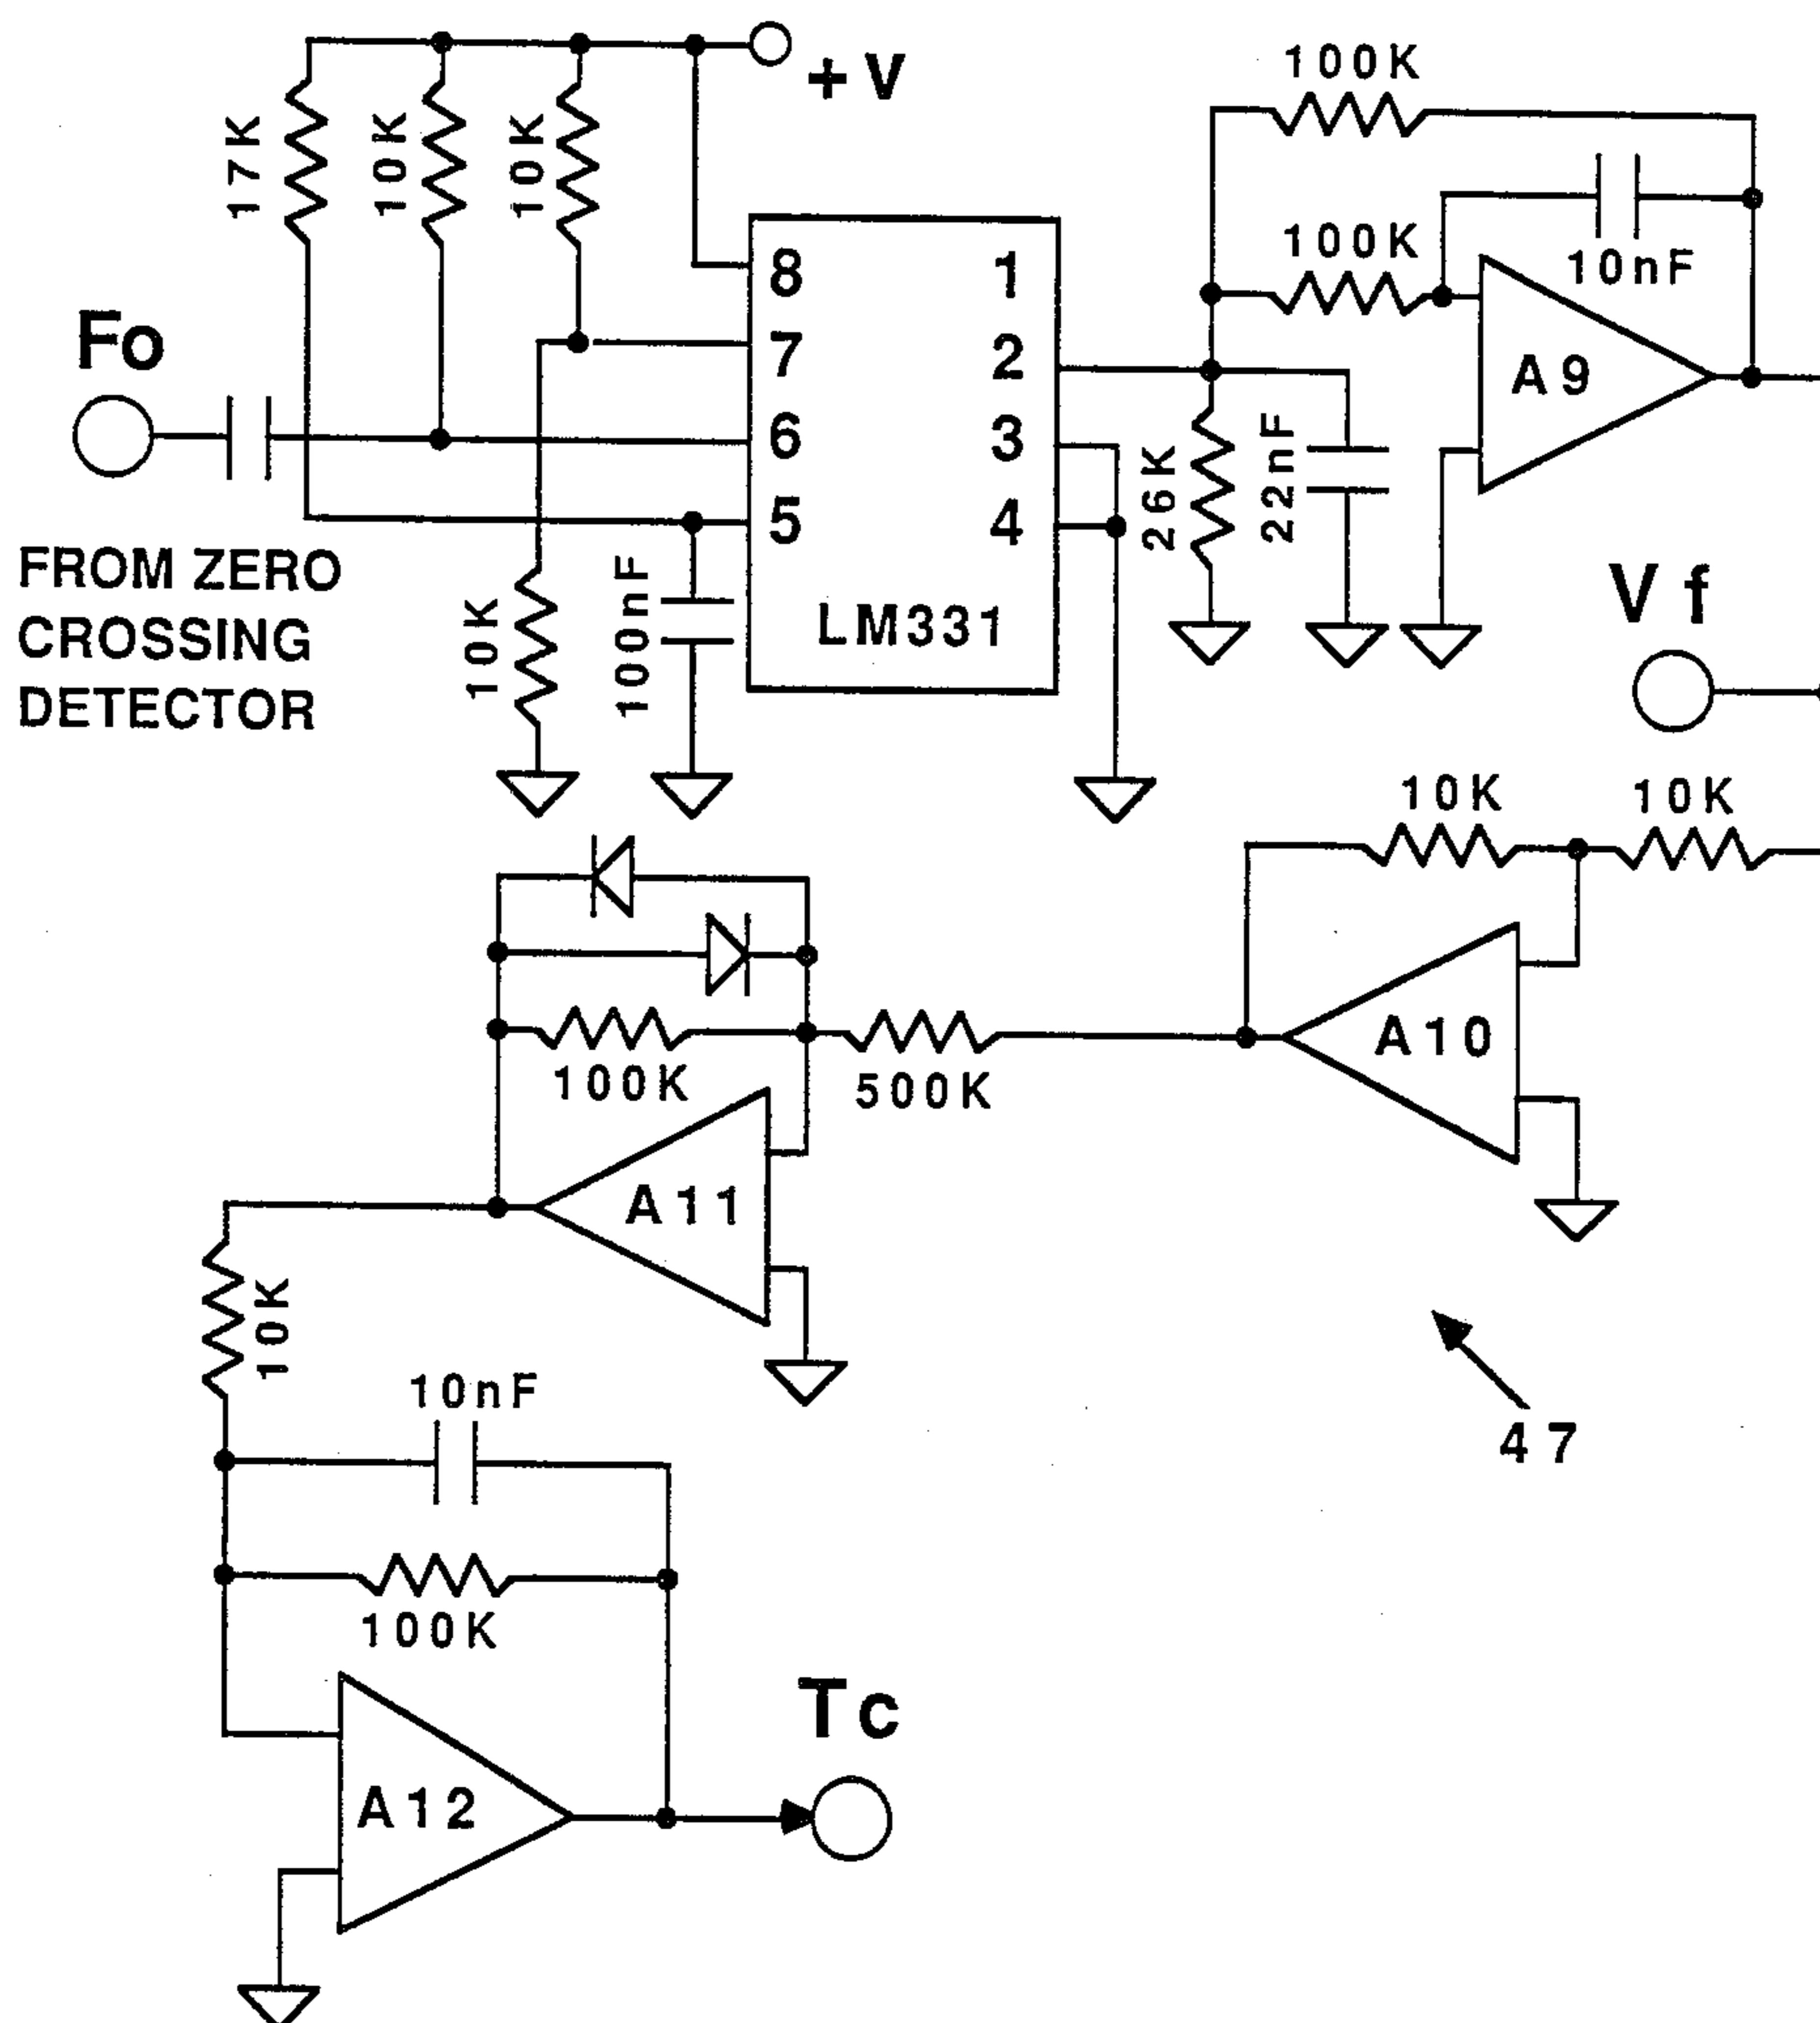 +V
100K
17K
10K
10K
100K
10nF
8
1
7
2
6
3
5
4
LM331
Fo
FROM ZERO
CROSSING
DETECTOR
A9
26K
22nF
Vf
10K
100nF
10K
10K
A10
100K
500K
A11
10K
10nF
47
100K
Tc
A12